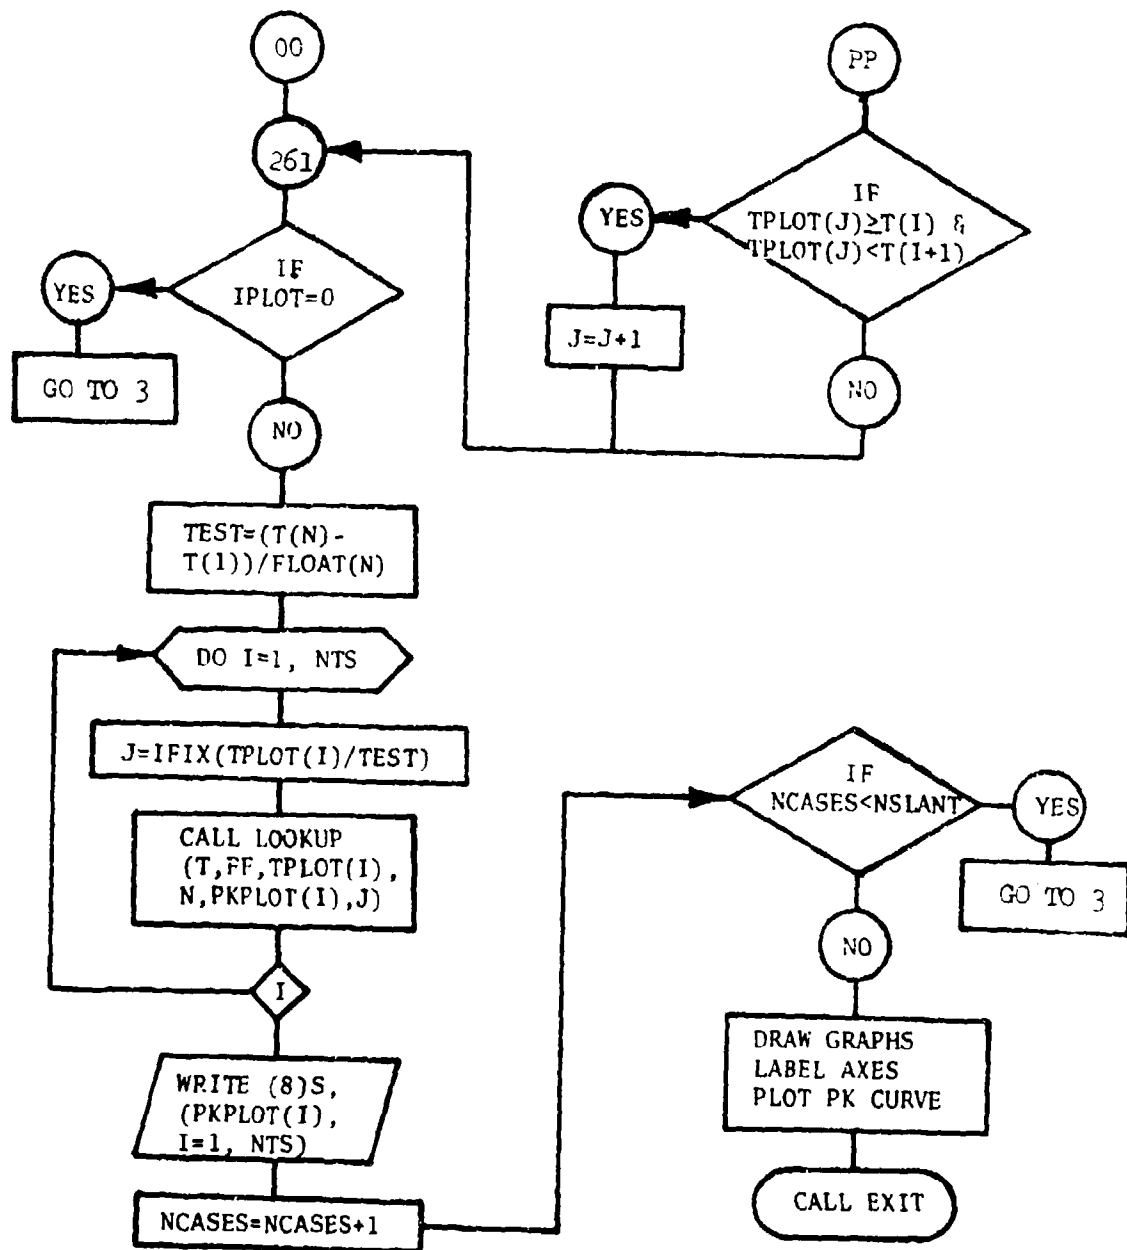 OO
261
IF
IPLOT=0
YES
GO TO 3
NO
TEST=(T(N)-
T(1))/FLOAT(N)
DO I=1, NTS
J=IFIX(TPLOT(I)/TEST)
CALL LOOKUP
(T,FF,TPLOT(I),
N,PKPLOT(I),J)
I
WRITE (8)S,
(PKPLOT(I),
I=1, NTS)
NCASES=NCASES+1
PP
IF
TPLOT(J)≥T(I) &
TPLOT(J)<T(I+1)
YES
J=J+1
NO
IF
NCASES<NSLANT
YES
GO TO 3
NO
DRAW GRAPHS
LABEL AXES
PLOT PK CURVE
CALL EXIT